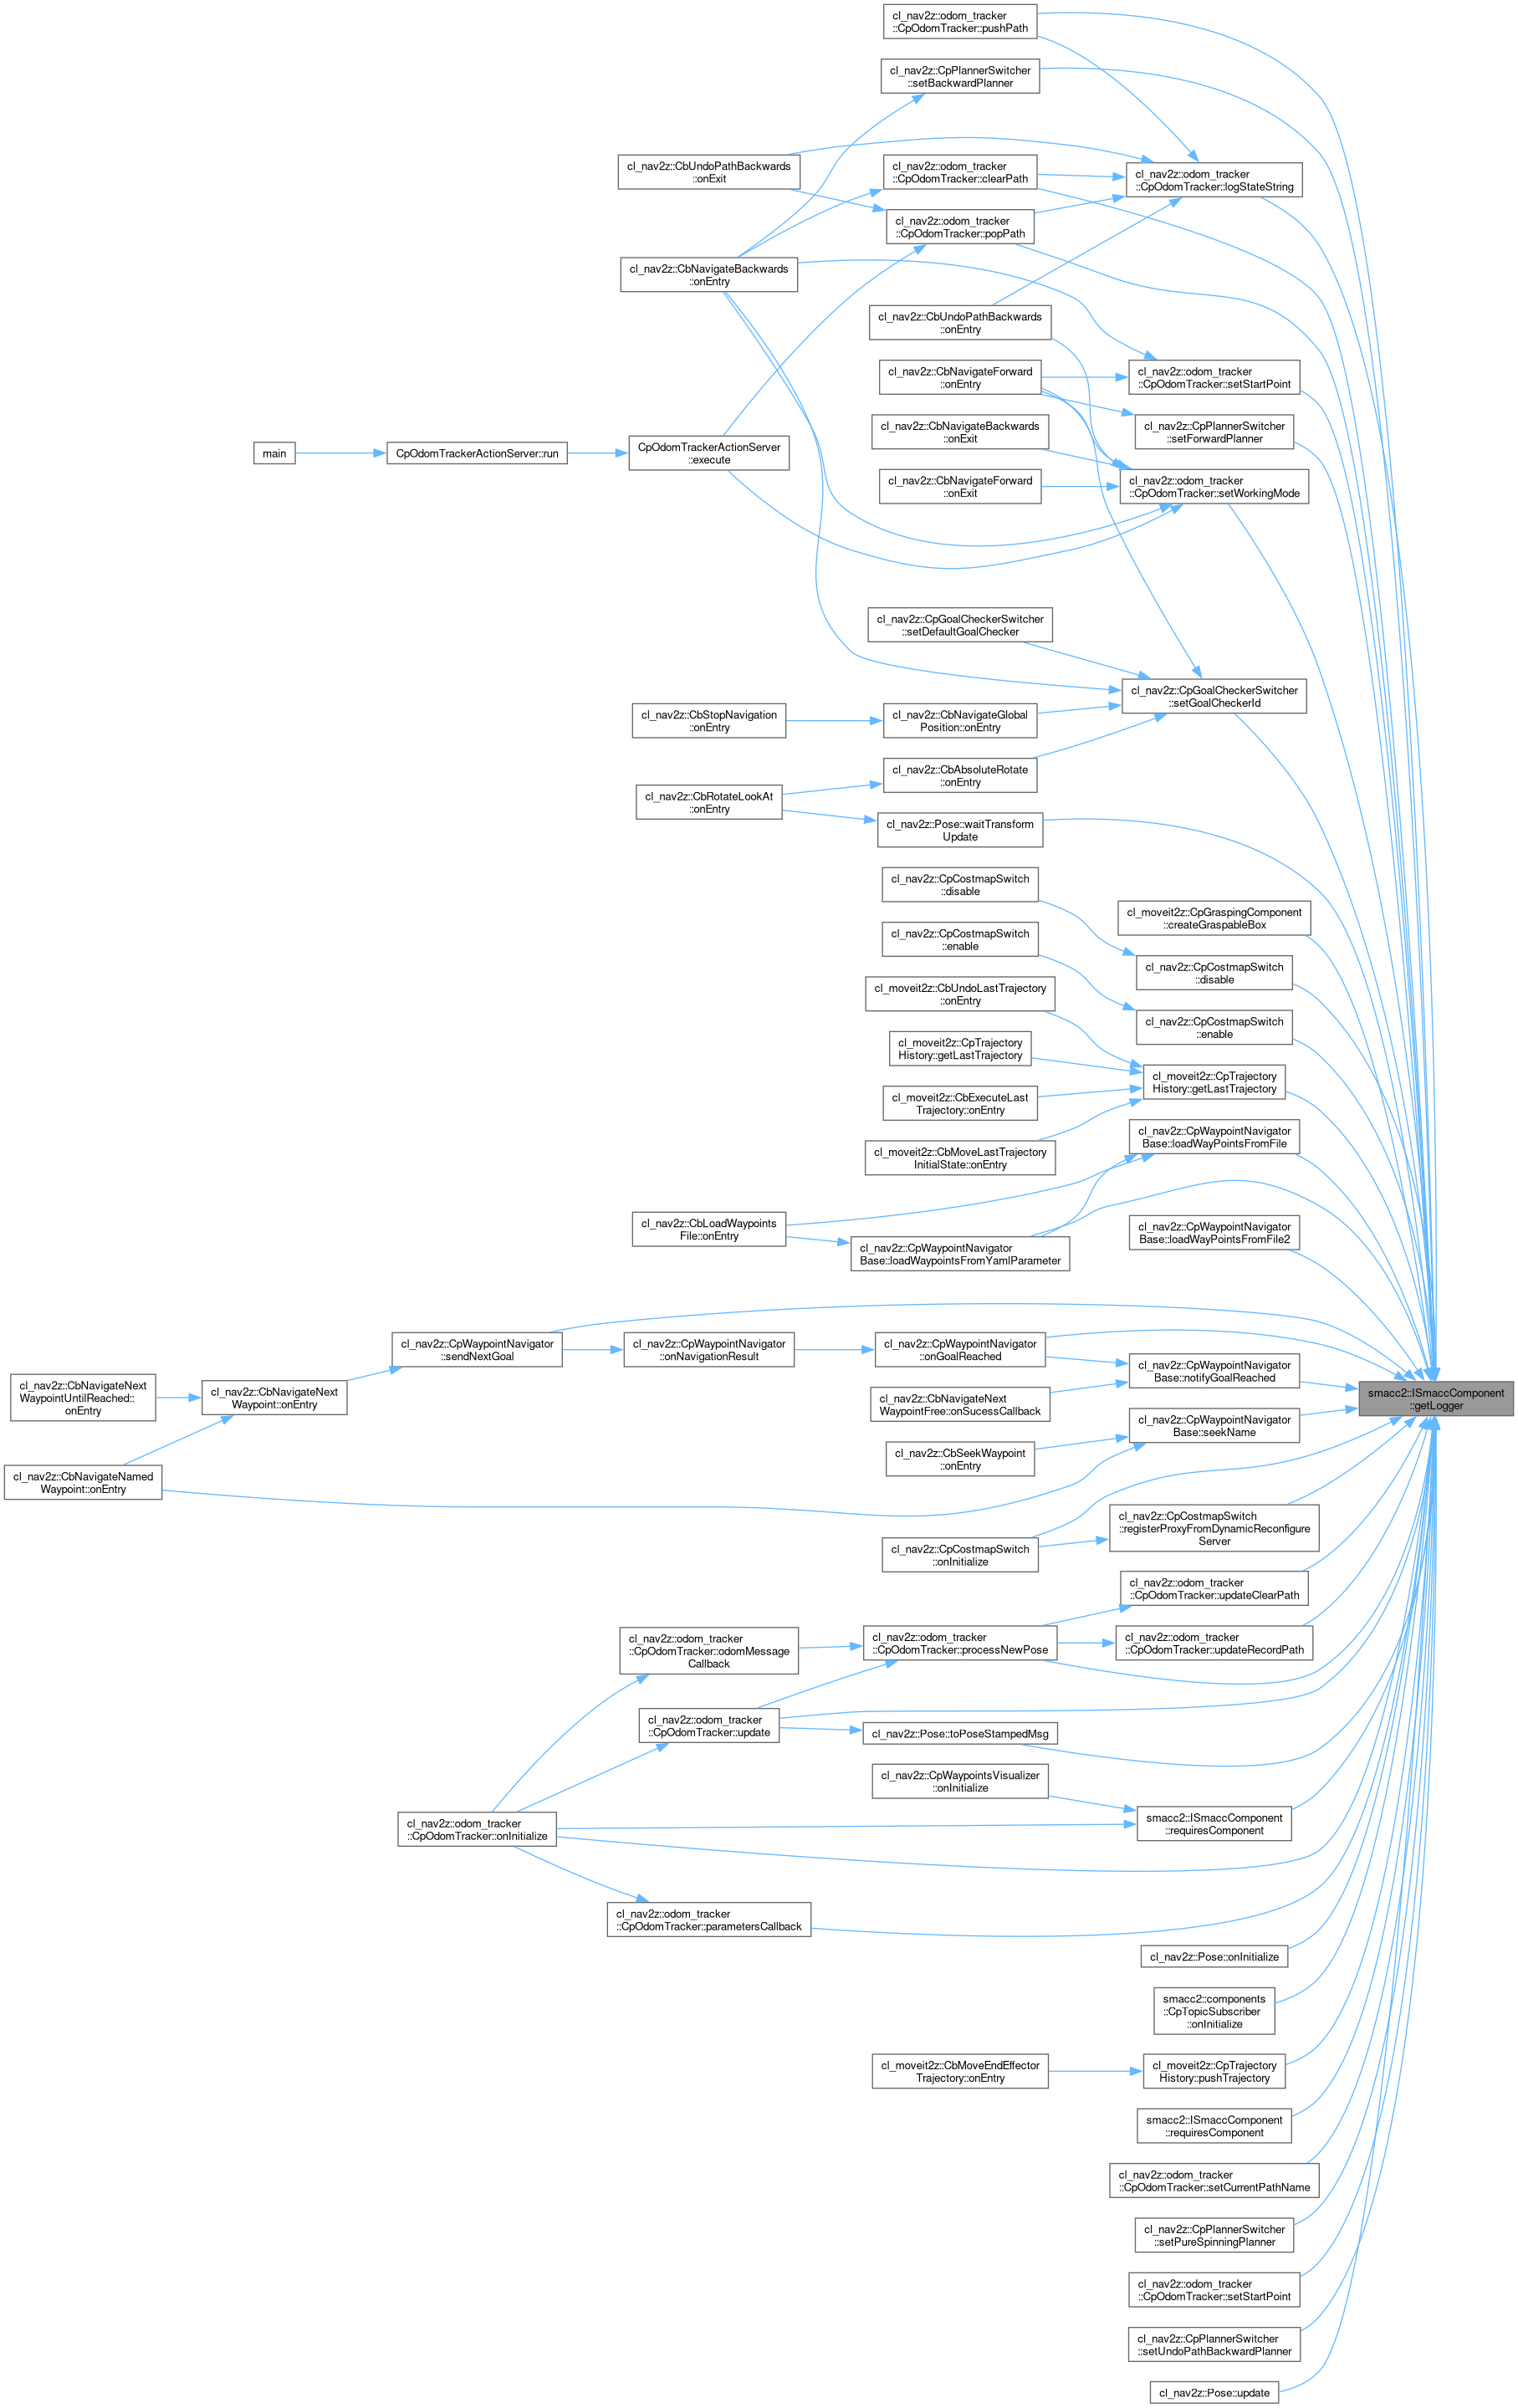 cl_nav2z::odom_tracker
::CpOdomTracker::pushPath
cl_nav2z::CpPlannerSwitcher
::setBackwardPlanner
cl_nav2z::CbUndoPathBackwards
::onExit
cl_nav2z::odom_tracker
::CpOdomTracker::clearPath
cl_nav2z::odom_tracker
::CpOdomTracker::logStateString
cl_nav2z::odom_tracker
::CpOdomTracker::popPath
cl_nav2z::CbNavigateBackwards
::onEntry
cl_nav2z::CbUndoPathBackwards
::onEntry
cl_nav2z::CbNavigateForward
::onEntry
cl_nav2z::odom_tracker
::CpOdomTracker::setStartPoint
cl_nav2z::CbNavigateBackwards
::onExit
cl_nav2z::CpPlannerSwitcher
::setForwardPlanner
main
CpOdomTrackerActionServer::run
CpOdomTrackerActionServer
::execute
cl_nav2z::CbNavigateForward
::onExit
cl_nav2z::odom_tracker
::CpOdomTracker::setWorkingMode
cl_nav2z::CpGoalCheckerSwitcher
::setDefaultGoalChecker
cl_nav2z::CpGoalCheckerSwitcher
::setGoalCheckerId
cl_nav2z::CbStopNavigation
::onEntry
cl_nav2z::CbNavigateGlobal
Position::onEntry
cl_nav2z::CbAbsoluteRotate
::onEntry
cl_nav2z::CbRotateLookAt
::onEntry
cl_nav2z::Pose::waitTransform
Update
cl_nav2z::CpCostmapSwitch
::disable
cl_moveit2z::CpGraspingComponent
::createGraspableBox
cl_nav2z::CpCostmapSwitch
::enable
cl_nav2z::CpCostmapSwitch
::disable
cl_moveit2z::CbUndoLastTrajectory
::onEntry
cl_nav2z::CpCostmapSwitch
::enable
cl_moveit2z::CpTrajectory
History::getLastTrajectory
cl_moveit2z::CpTrajectory
History::getLastTrajectory
cl_moveit2z::CbExecuteLast
Trajectory::onEntry
cl_nav2z::CpWaypointNavigator
Base::loadWayPointsFromFile
cl_moveit2z::CbMoveLastTrajectory
InitialState::onEntry
cl_nav2z::CbLoadWaypoints
File::onEntry
cl_nav2z::CpWaypointNavigator
Base::loadWaypointsFromYamlParameter
cl_nav2z::CpWaypointNavigator
Base::loadWayPointsFromFile2
cl_nav2z::CpWaypointNavigator
::sendNextGoal
cl_nav2z::CpWaypointNavigator
::onNavigationResult
cl_nav2z::CpWaypointNavigator
::onGoalReached
cl_nav2z::CpWaypointNavigator
Base::notifyGoalReached
cl_nav2z::CbNavigateNext
WaypointUntilReached::
onEntry
cl_nav2z::CbNavigateNext
Waypoint::onEntry
cl_nav2z::CbNavigateNext
WaypointFree::onSucessCallback
smacc2::ISmaccComponent
::getLogger
cl_nav2z::CpWaypointNavigator
Base::seekName
cl_nav2z::CbSeekWaypoint
::onEntry
cl_nav2z::CbNavigateNamed
Waypoint::onEntry
cl_nav2z::CpCostmapSwitch
::registerProxyFromDynamicReconfigure
Server
cl_nav2z::CpCostmapSwitch
::onInitialize
cl_nav2z::odom_tracker
::CpOdomTracker::updateClearPath
cl_nav2z::odom_tracker
::CpOdomTracker::odomMessage
Callback
cl_nav2z::odom_tracker
::CpOdomTracker::processNewPose
cl_nav2z::odom_tracker
::CpOdomTracker::updateRecordPath
cl_nav2z::odom_tracker
::CpOdomTracker::update
cl_nav2z::Pose::toPoseStampedMsg
cl_nav2z::CpWaypointsVisualizer
::onInitialize
cl_nav2z::odom_tracker
::CpOdomTracker::onInitialize
smacc2::ISmaccComponent
::requiresComponent
cl_nav2z::odom_tracker
::CpOdomTracker::parametersCallback
cl_nav2z::Pose::onInitialize
smacc2::components
::CpTopicSubscriber
::onInitialize
cl_moveit2z::CbMoveEndEffector
Trajectory::onEntry
cl_moveit2z::CpTrajectory
History::pushTrajectory
smacc2::ISmaccComponent
::requiresComponent
cl_nav2z::odom_tracker
::CpOdomTracker::setCurrentPathName
cl_nav2z::CpPlannerSwitcher
::setPureSpinningPlanner
cl_nav2z::odom_tracker
::CpOdomTracker::setStartPoint
cl_nav2z::CpPlannerSwitcher
::setUndoPathBackwardPlanner
cl_nav2z::Pose::update